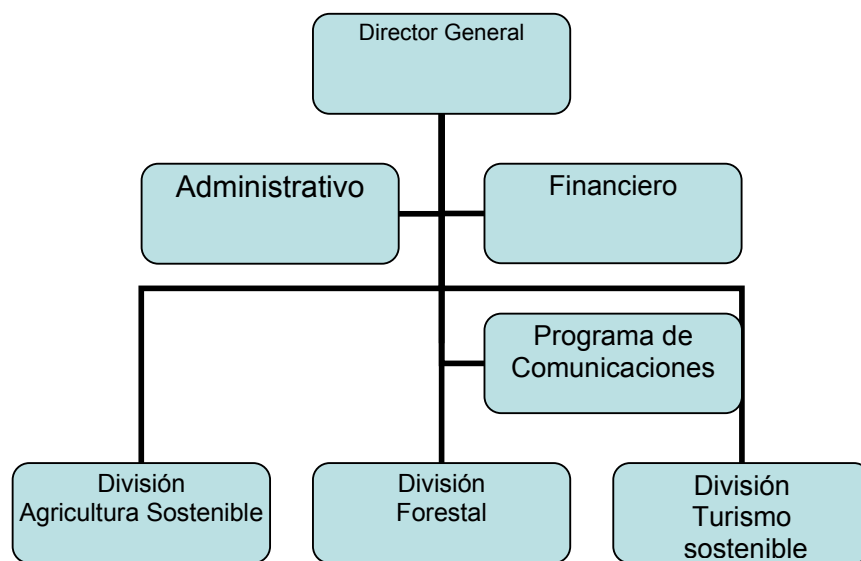 Director General
Administrativo
Financiero
Programa de
Comunicaciones
División
Agricultura Sostenible
División
Forestal
División
Turismo
sostenible